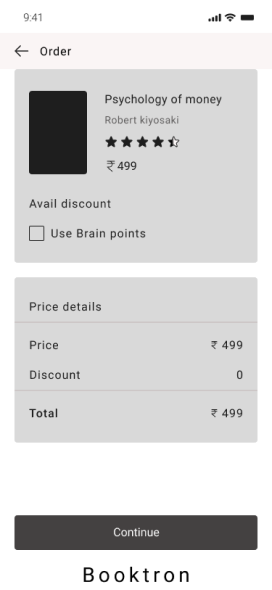 9:41
Order
Psychology of money
Robert kiyosaki
₹ 499
Avail discount
Use Brain points
Price details
Price ₹ 499
Discount 0
Total ₹ 499
Continue
Booktron